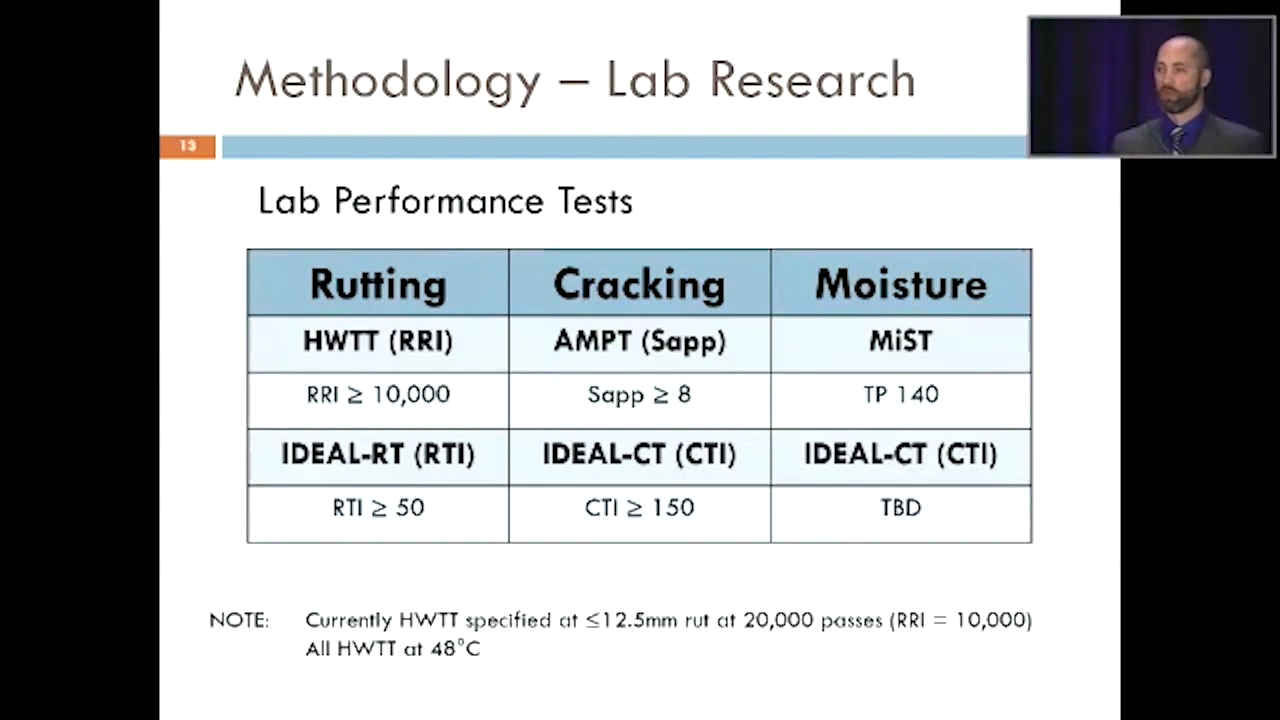 Methodology – Lab Research
13
Lab Performance Tests
Rutting Cracking Moisture
HWTT (RRI) AMPT (Sapp) MiST
RRI ≥ 10,000 Sapp ≥ 8 TP 140
IDEAL-RT (RTI) IDEAL-CT (CTI) IDEAL-CT (CTI)
RTI ≥ 50 CTI ≥ 150 TBD
NOTE: Currently HWTT specified at ≤12.5mm rut at 20,000 passes (RRI = 10,000)
All HWTT at 48°C